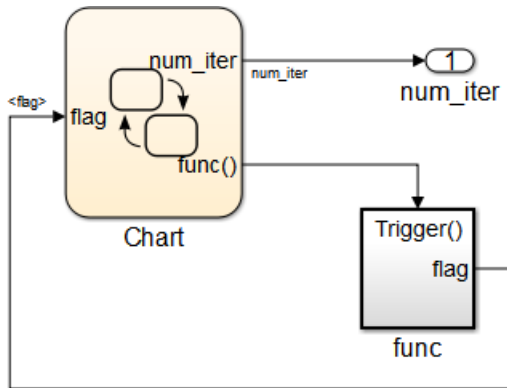 num_iter
<flag>
flag
func()
Chart
num_iter
1
num_iter
Trigger()
flag
func